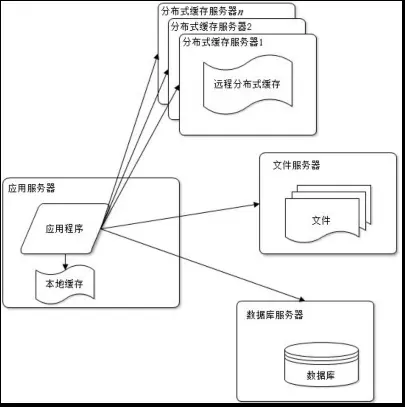 分布式缓存服务器n
分布式缓存服务器2
分布式缓存服务器1
远程分布式缓存
应用服务器
应用程序
本地缓存
文件服务器
文件
数据库服务器
数据库